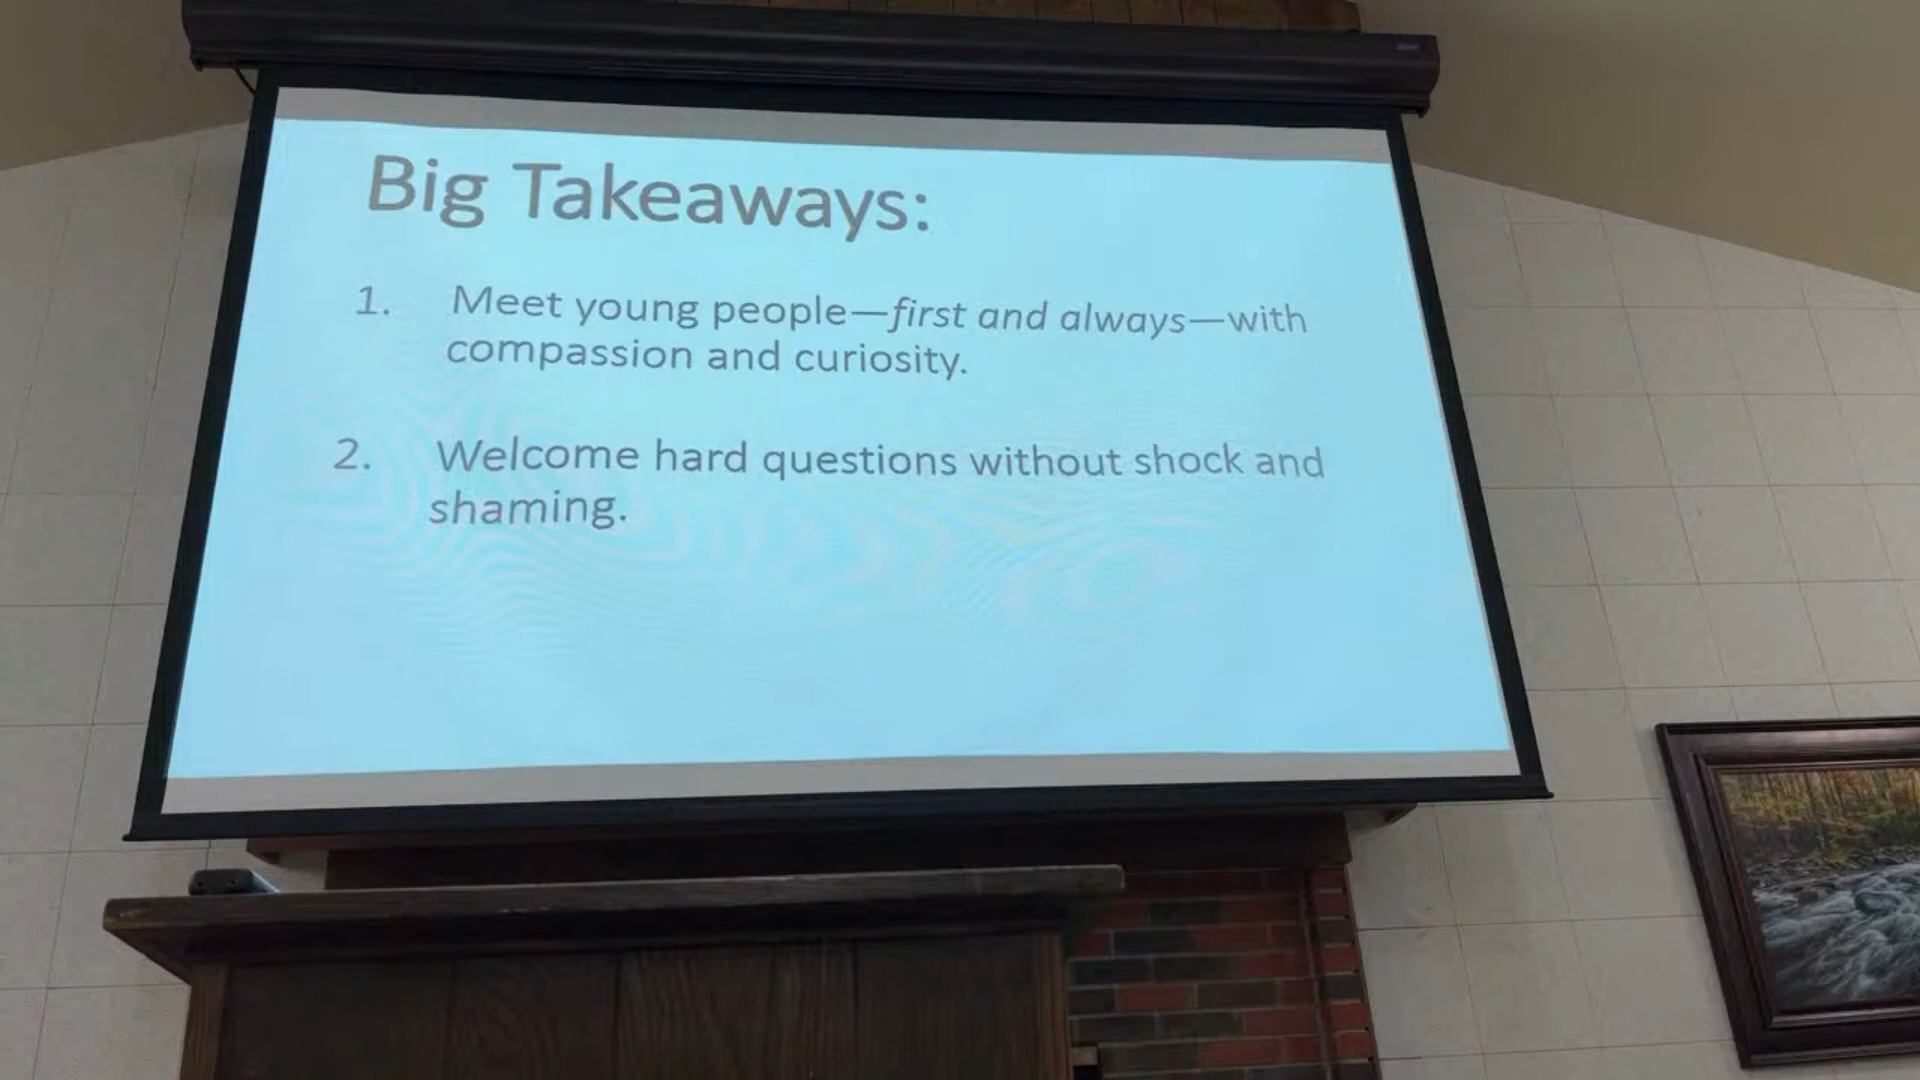 Big Takeaways:
1. Meet young people—first and always—with
compassion and curiosity.
2. Welcome hard questions without shock and
shaming.